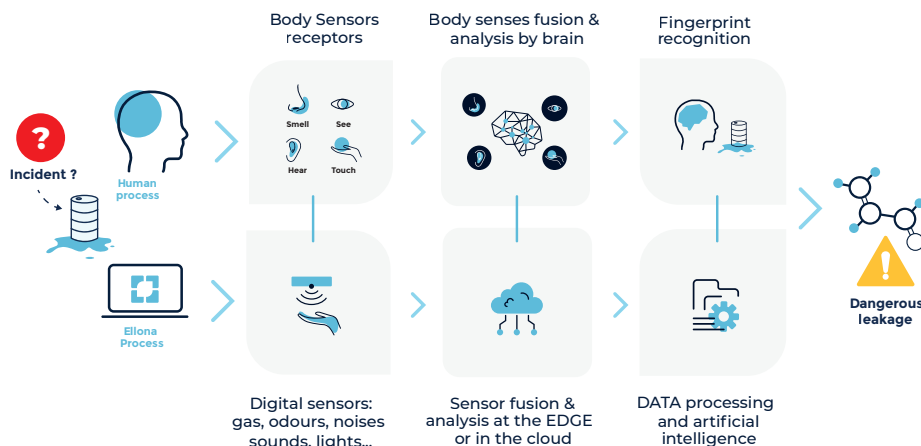 Body Sensors
receptors
Body senses fusion &
analysis by brain
Fingerprint
recognition
?
Incident ?
Human
process
Smell
See
Hear
Touch
Ellona
Process
!
Dangerous
leakage
Digital sensors:
gas, odours, noises
sounds, lights...
Sensor fusion &
analysis at the EDGE
or in the cloud
DATA processing
and artificial
intelligence